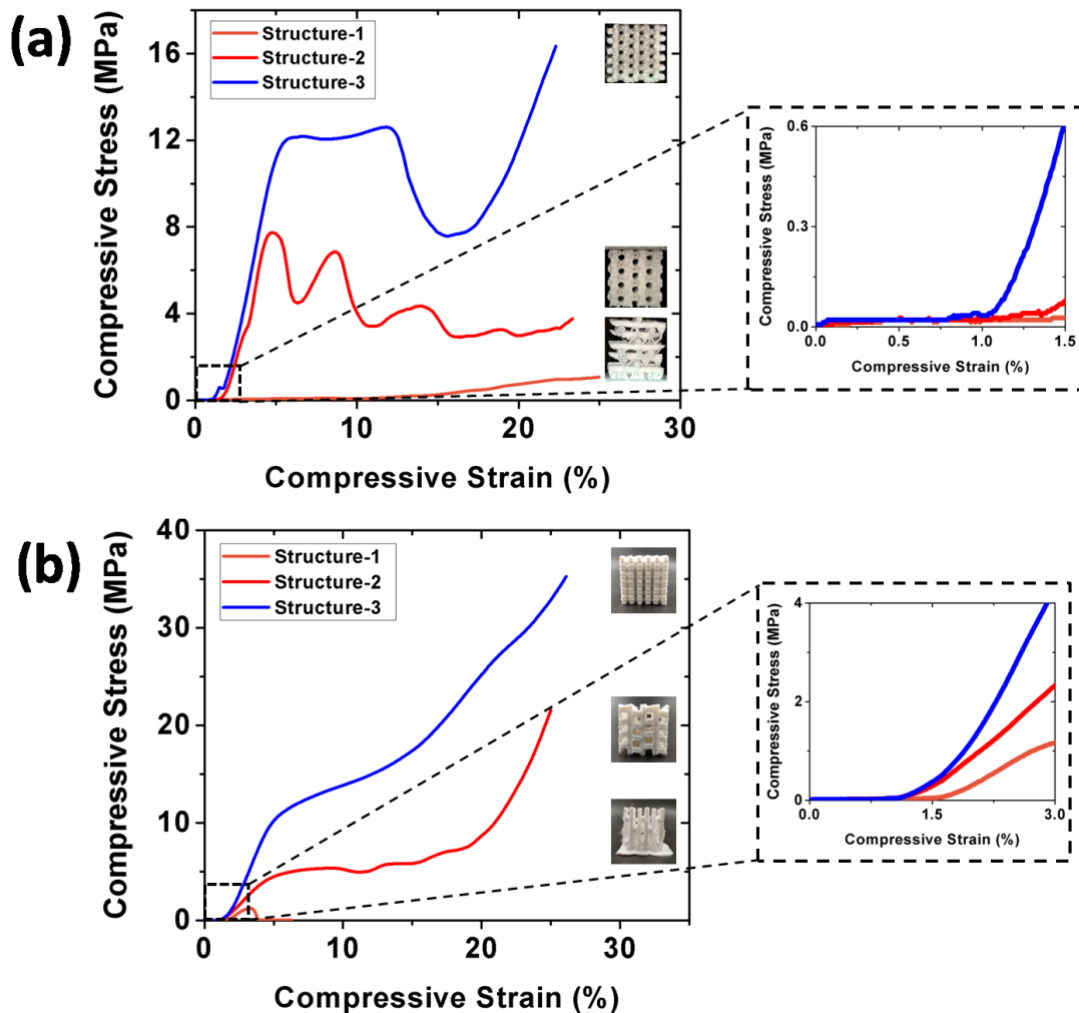 (a)
Compressive Stress (MPa)
16
12
8
4
0
Structure-1
Structure-2
Structure-3
0 10 20 30
Compressive Strain (%)
Compressive Stress (MPa)
0.6
0.3
0.0
0.0 0.5 1.0 1.5
Compressive Strain (%)
(b)
Compressive Stress (MPa)
40
30
20
10
0
Structure-1
Structure-2
Structure-3
0 10 20 30
Compressive Strain (%)
Compressive Stress (MPa)
4
2
0
0.0 1.5 3.0
Compressive Strain (%)